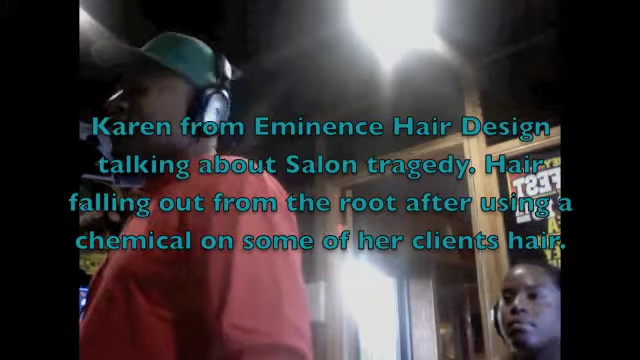 Karen from Eminence Hair Design
talking about Salon tragedy. Hair
falling out from the root after using a
chemical on some of her clients hair.
FEST